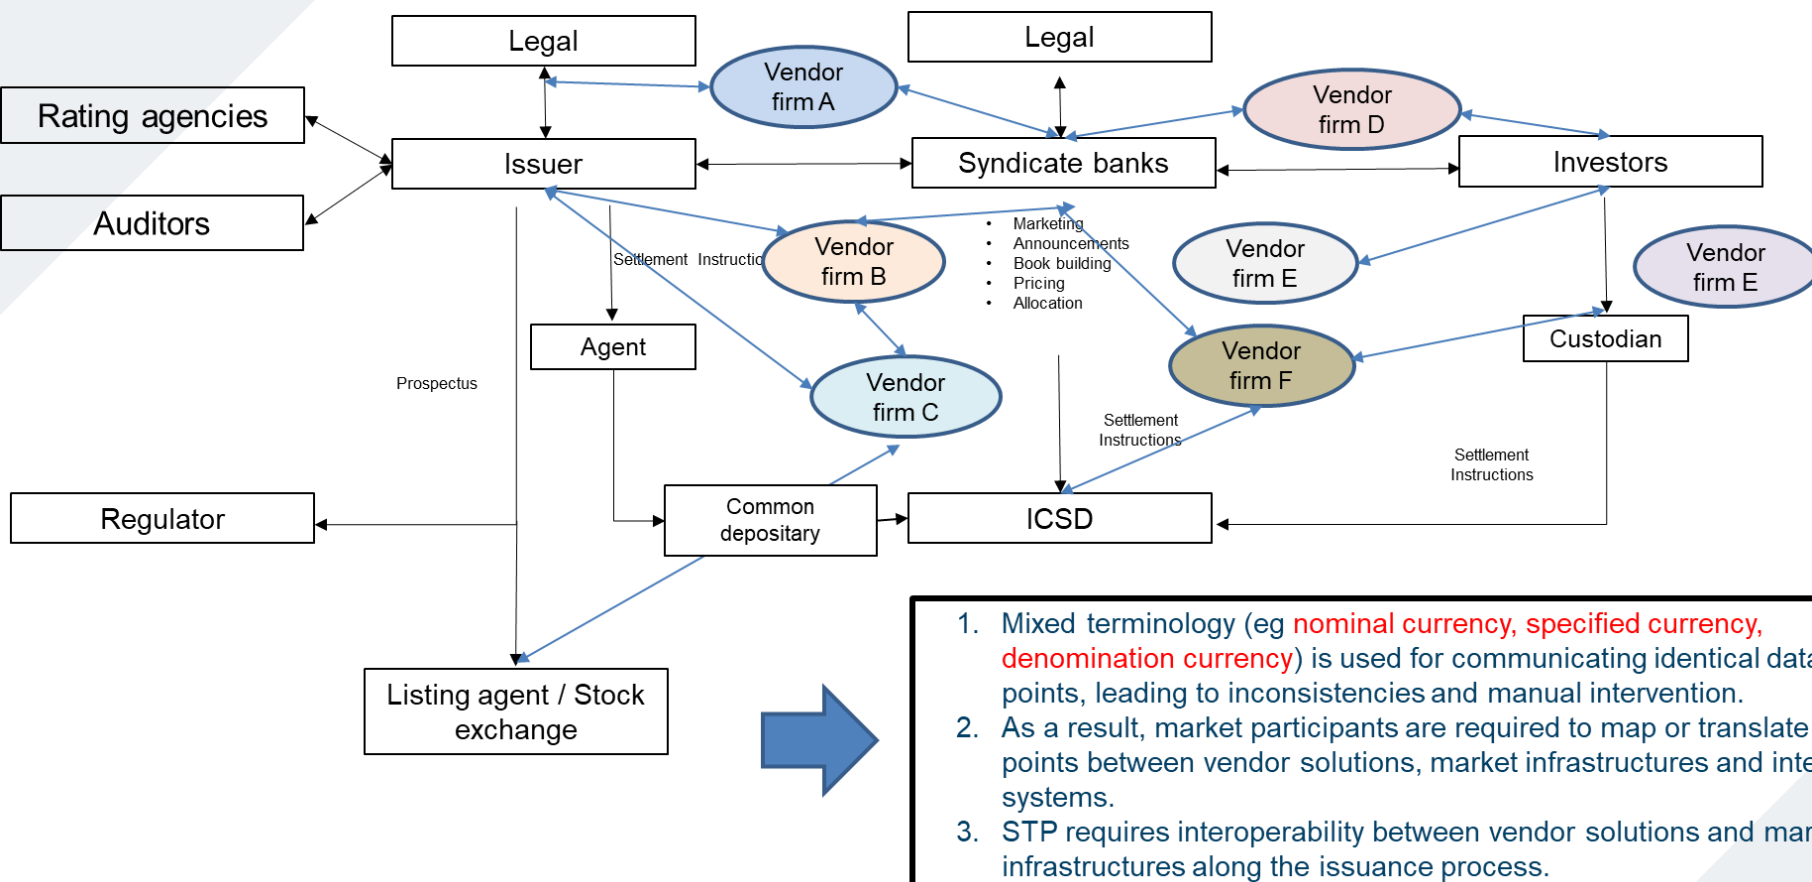 Legal
Legal
Vendor
firm A
Vendor
firm D
Rating agencies
Issuer
Syndicate banks
Investors
Auditors
Settlement Instructio
Vendor
firm B
• Marketing
• Announcements
• Book building
• Pricing
• Allocation
Vendor
firm E
Vendor
firm E
Agent
Vendor
firm F
Custodian
Prospectus
Vendor
firm C
Settlement
Instructions
Settlement
Instructions
Regulator
Common
depositary
ICSD
Listing agent / Stock
exchange
1. Mixed terminology (eg nominal currency, specified currency,
denomination currency) is used for communicating identical data
points, leading to inconsistencies and manual intervention.
2. As a result, market participants are required to map or translate
points between vendor solutions, market infrastructures and inte
systems.
3. STP requires interoperability between vendor solutions and mar
infrastructures along the issuance process.